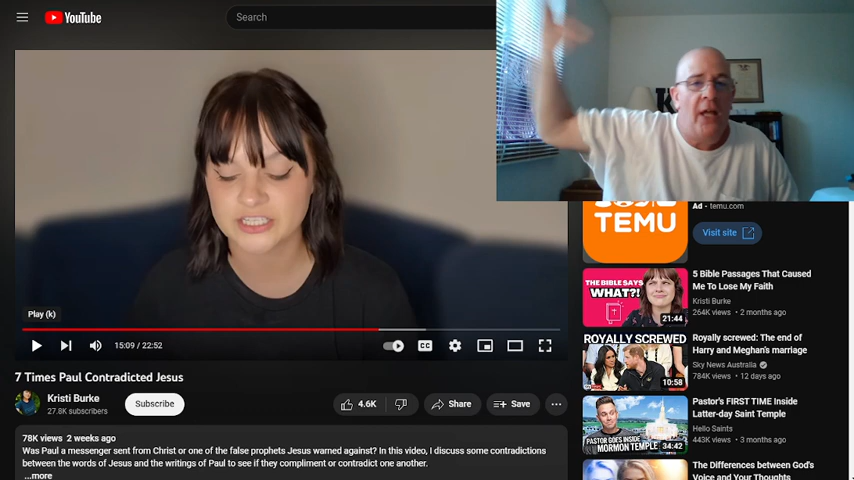 YouTube
Search
Play (k)
15:09 / 22:52
CC
7 Times Paul Contradicted Jesus
Kristi Burke
27.8K subscribers
Subscribe
4.6K
Share
Save
78K views 2 weeks ago
Was Paul a messenger sent from Christ or one of the false prophets Jesus warned against? In this video, I discuss some contradictions
between the words of Jesus and the writings of Paul to see if they compliment or contradict one another.
...more
TEMU
Ad · temu.com
Visit site
THE BIBLE SAYS
WHAT?!
21:44
5 Bible Passages That Caused
Me To Lose My Faith
Kristi Burke
264K views · 2 months ago
ROYALLY SCREWED
10:58
Royally screwed: The end of
Harry and Meghan's marriage
Sky News Australia
784K views · 12 days ago
PASTOR GOES INSIDE
MORMON TEMPLE
34:42
Pastor's FIRST TIME Inside
Latter-day Saint Temple
Hello Saints
443K views · 3 months ago
The Differences between God's
Voice and Your Thoughts